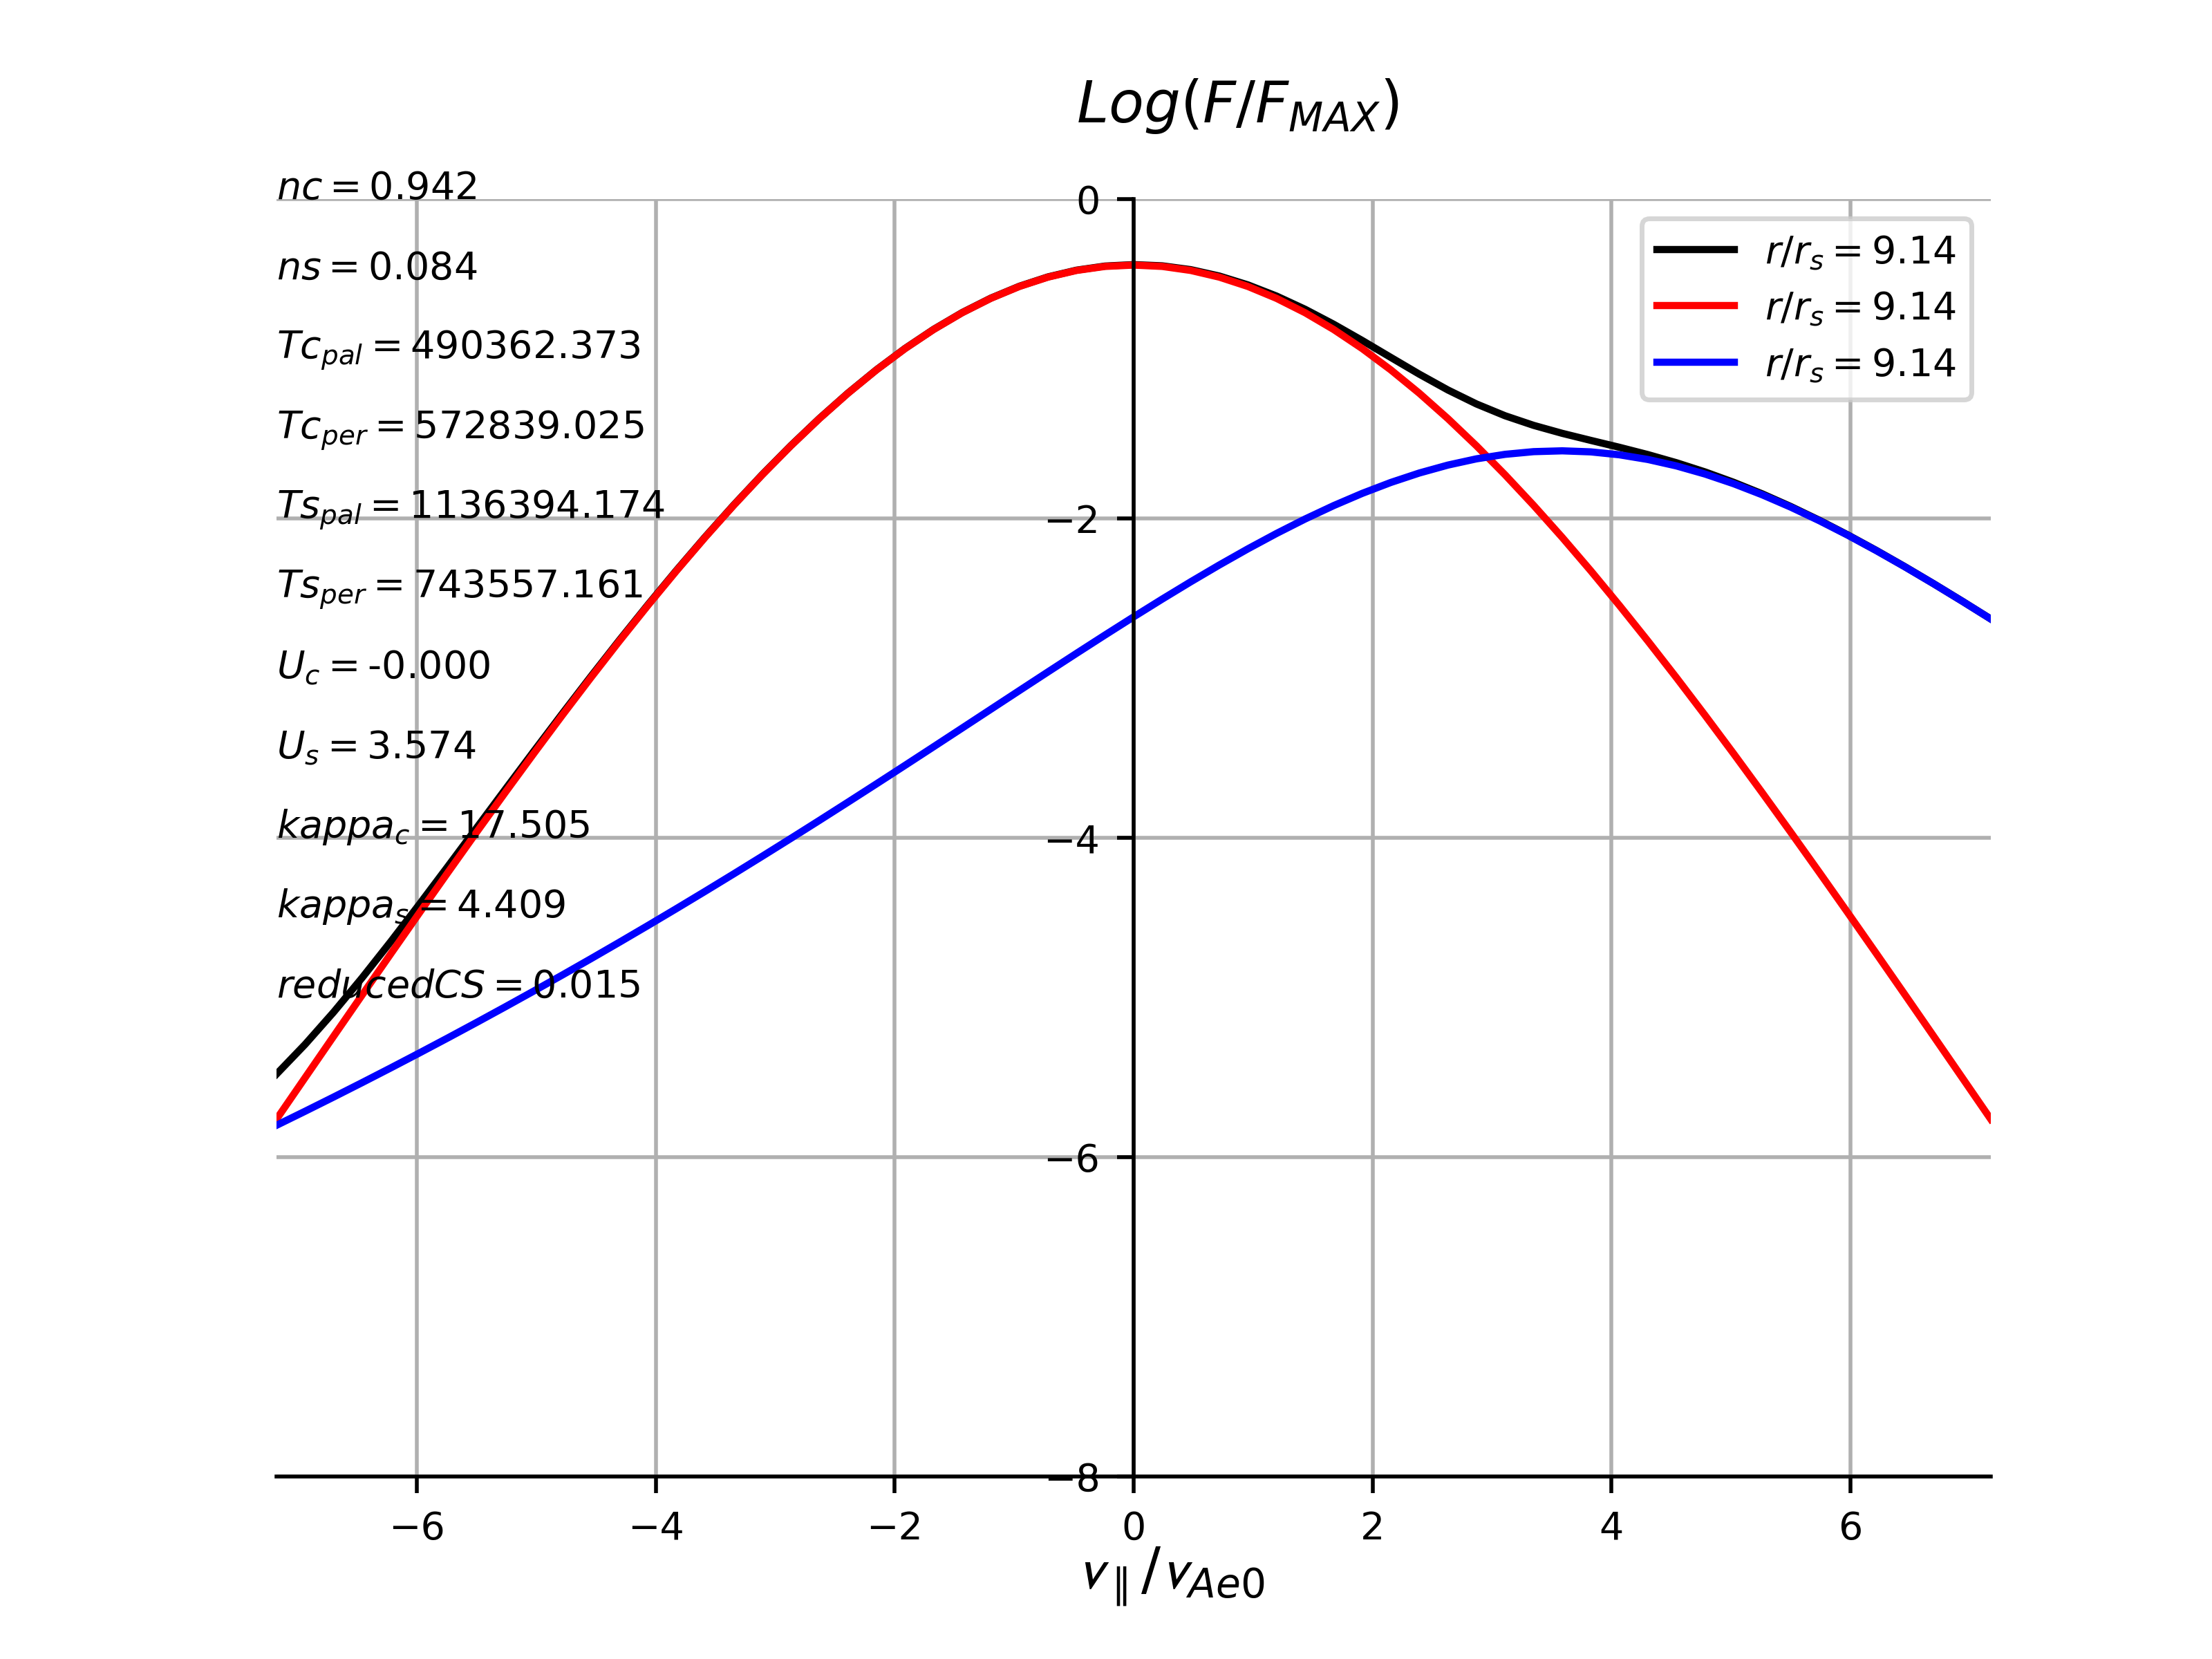 Log(F/F_MAX)
nc = 0.942
ns = 0.084
Tc_pal = 490362.373
Tc_per = 572839.025
Ts_pal = 1136394.174
Ts_per = 743557.161
U_c = -0.000
U_s = 3.574
kappa_c = 17.505
kappa_s = 4.409
reducedCS = 0.015
0
−2
−4
−6
−8
r/r_s = 9.14
r/r_s = 9.14
r/r_s = 9.14
−6 −4 −2 0 2 4 6
v_∥/v_Ae0